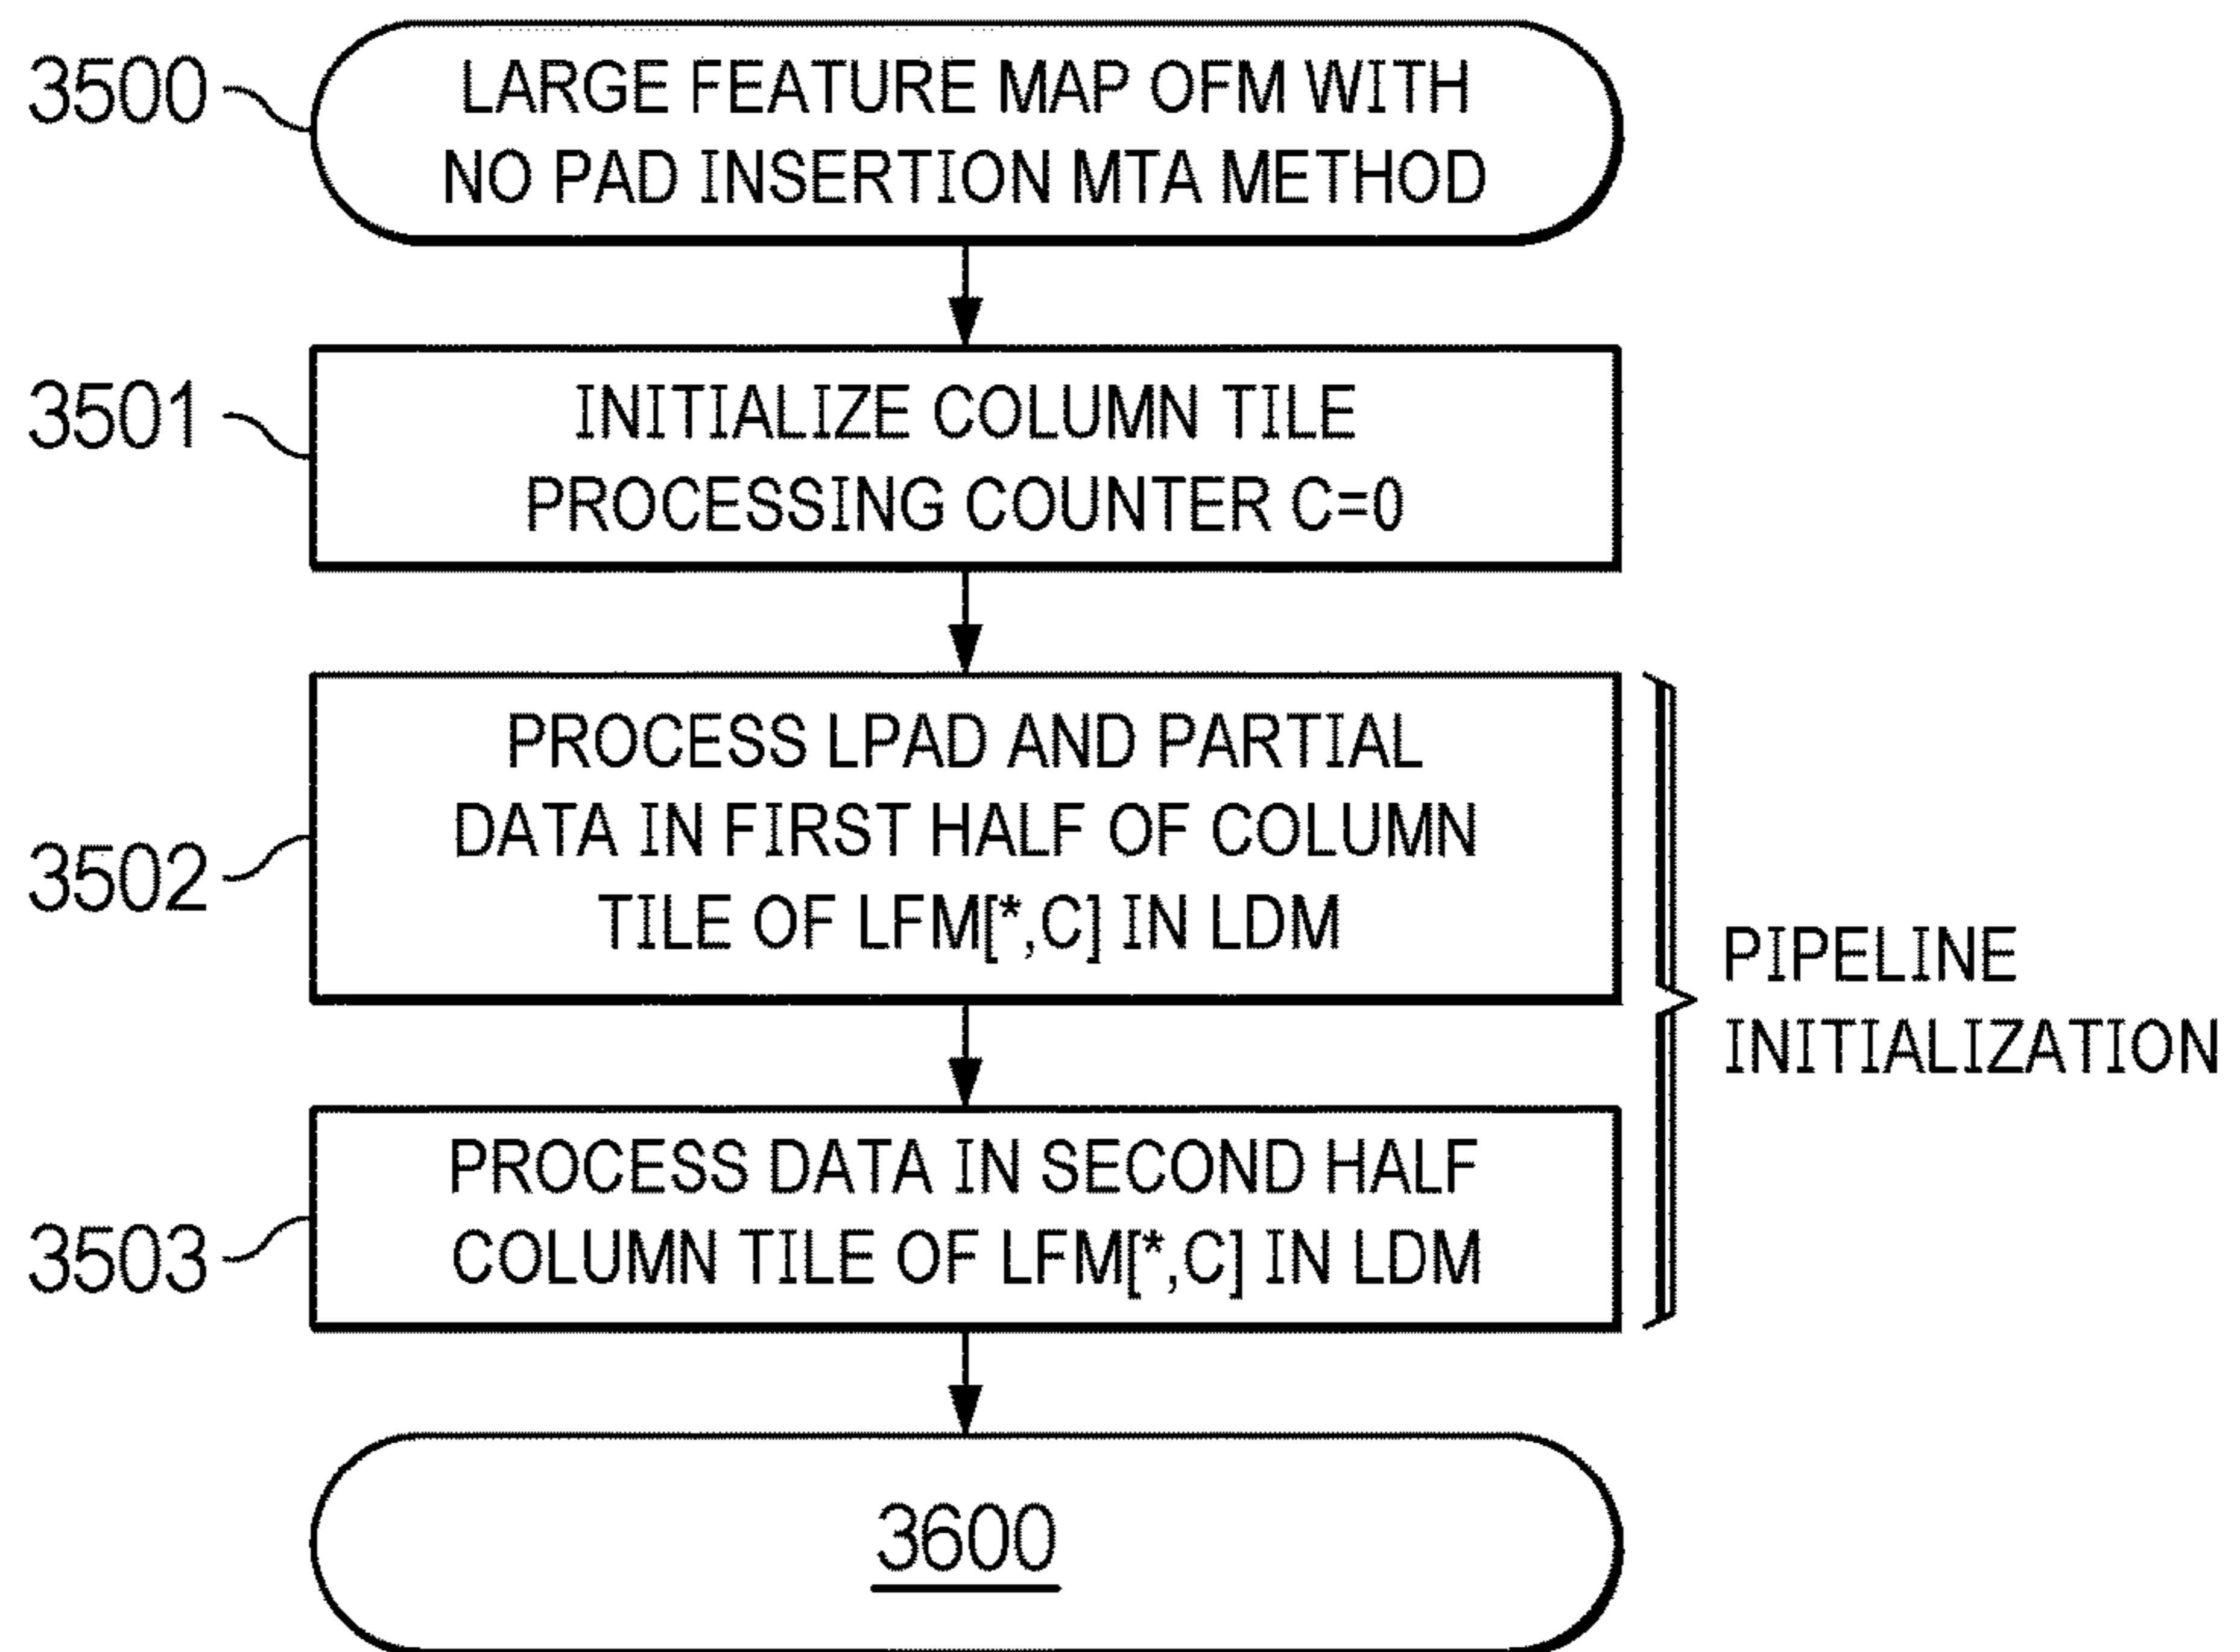 3500
LARGE FEATURE MAP OFM WITH
NO PAD INSERTION MTA METHOD
3501
INITIALIZE COLUMN TILE
PROCESSING COUNTER C=0
3502
PROCESS LPAD AND PARTIAL
DATA IN FIRST HALF OF COLUMN
TILE OF LFM[*,C] IN LDM
PIPELINE
INITIALIZATION
3503
PROCESS DATA IN SECOND HALF
COLUMN TILE OF LFM[*,C] IN LDM
3600